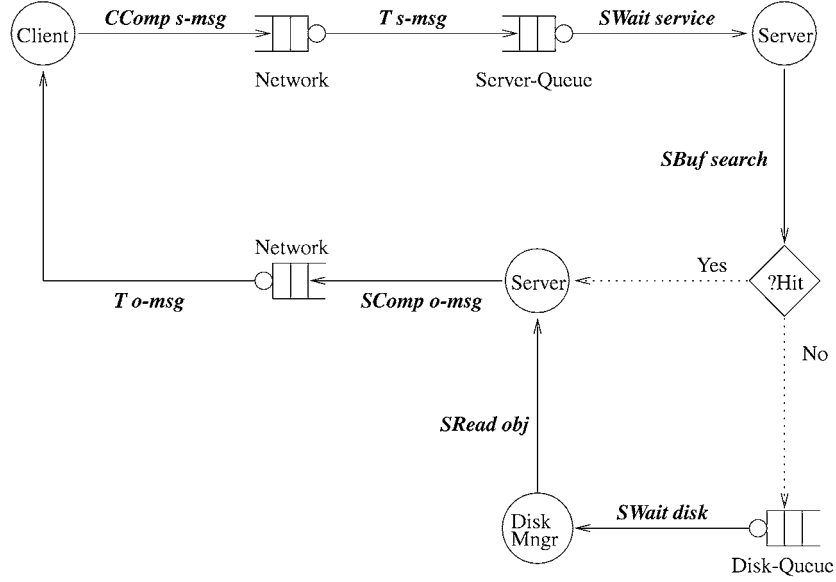 Client
CComp s-msg
T s-msg
SWait service
Server
Network
Server-Queue
SBuf search
Network
Yes
?Hit
Server
T o-msg
SComp o-msg
No
SRead obj
SWait disk
Disk
Mngr
Disk-Queue